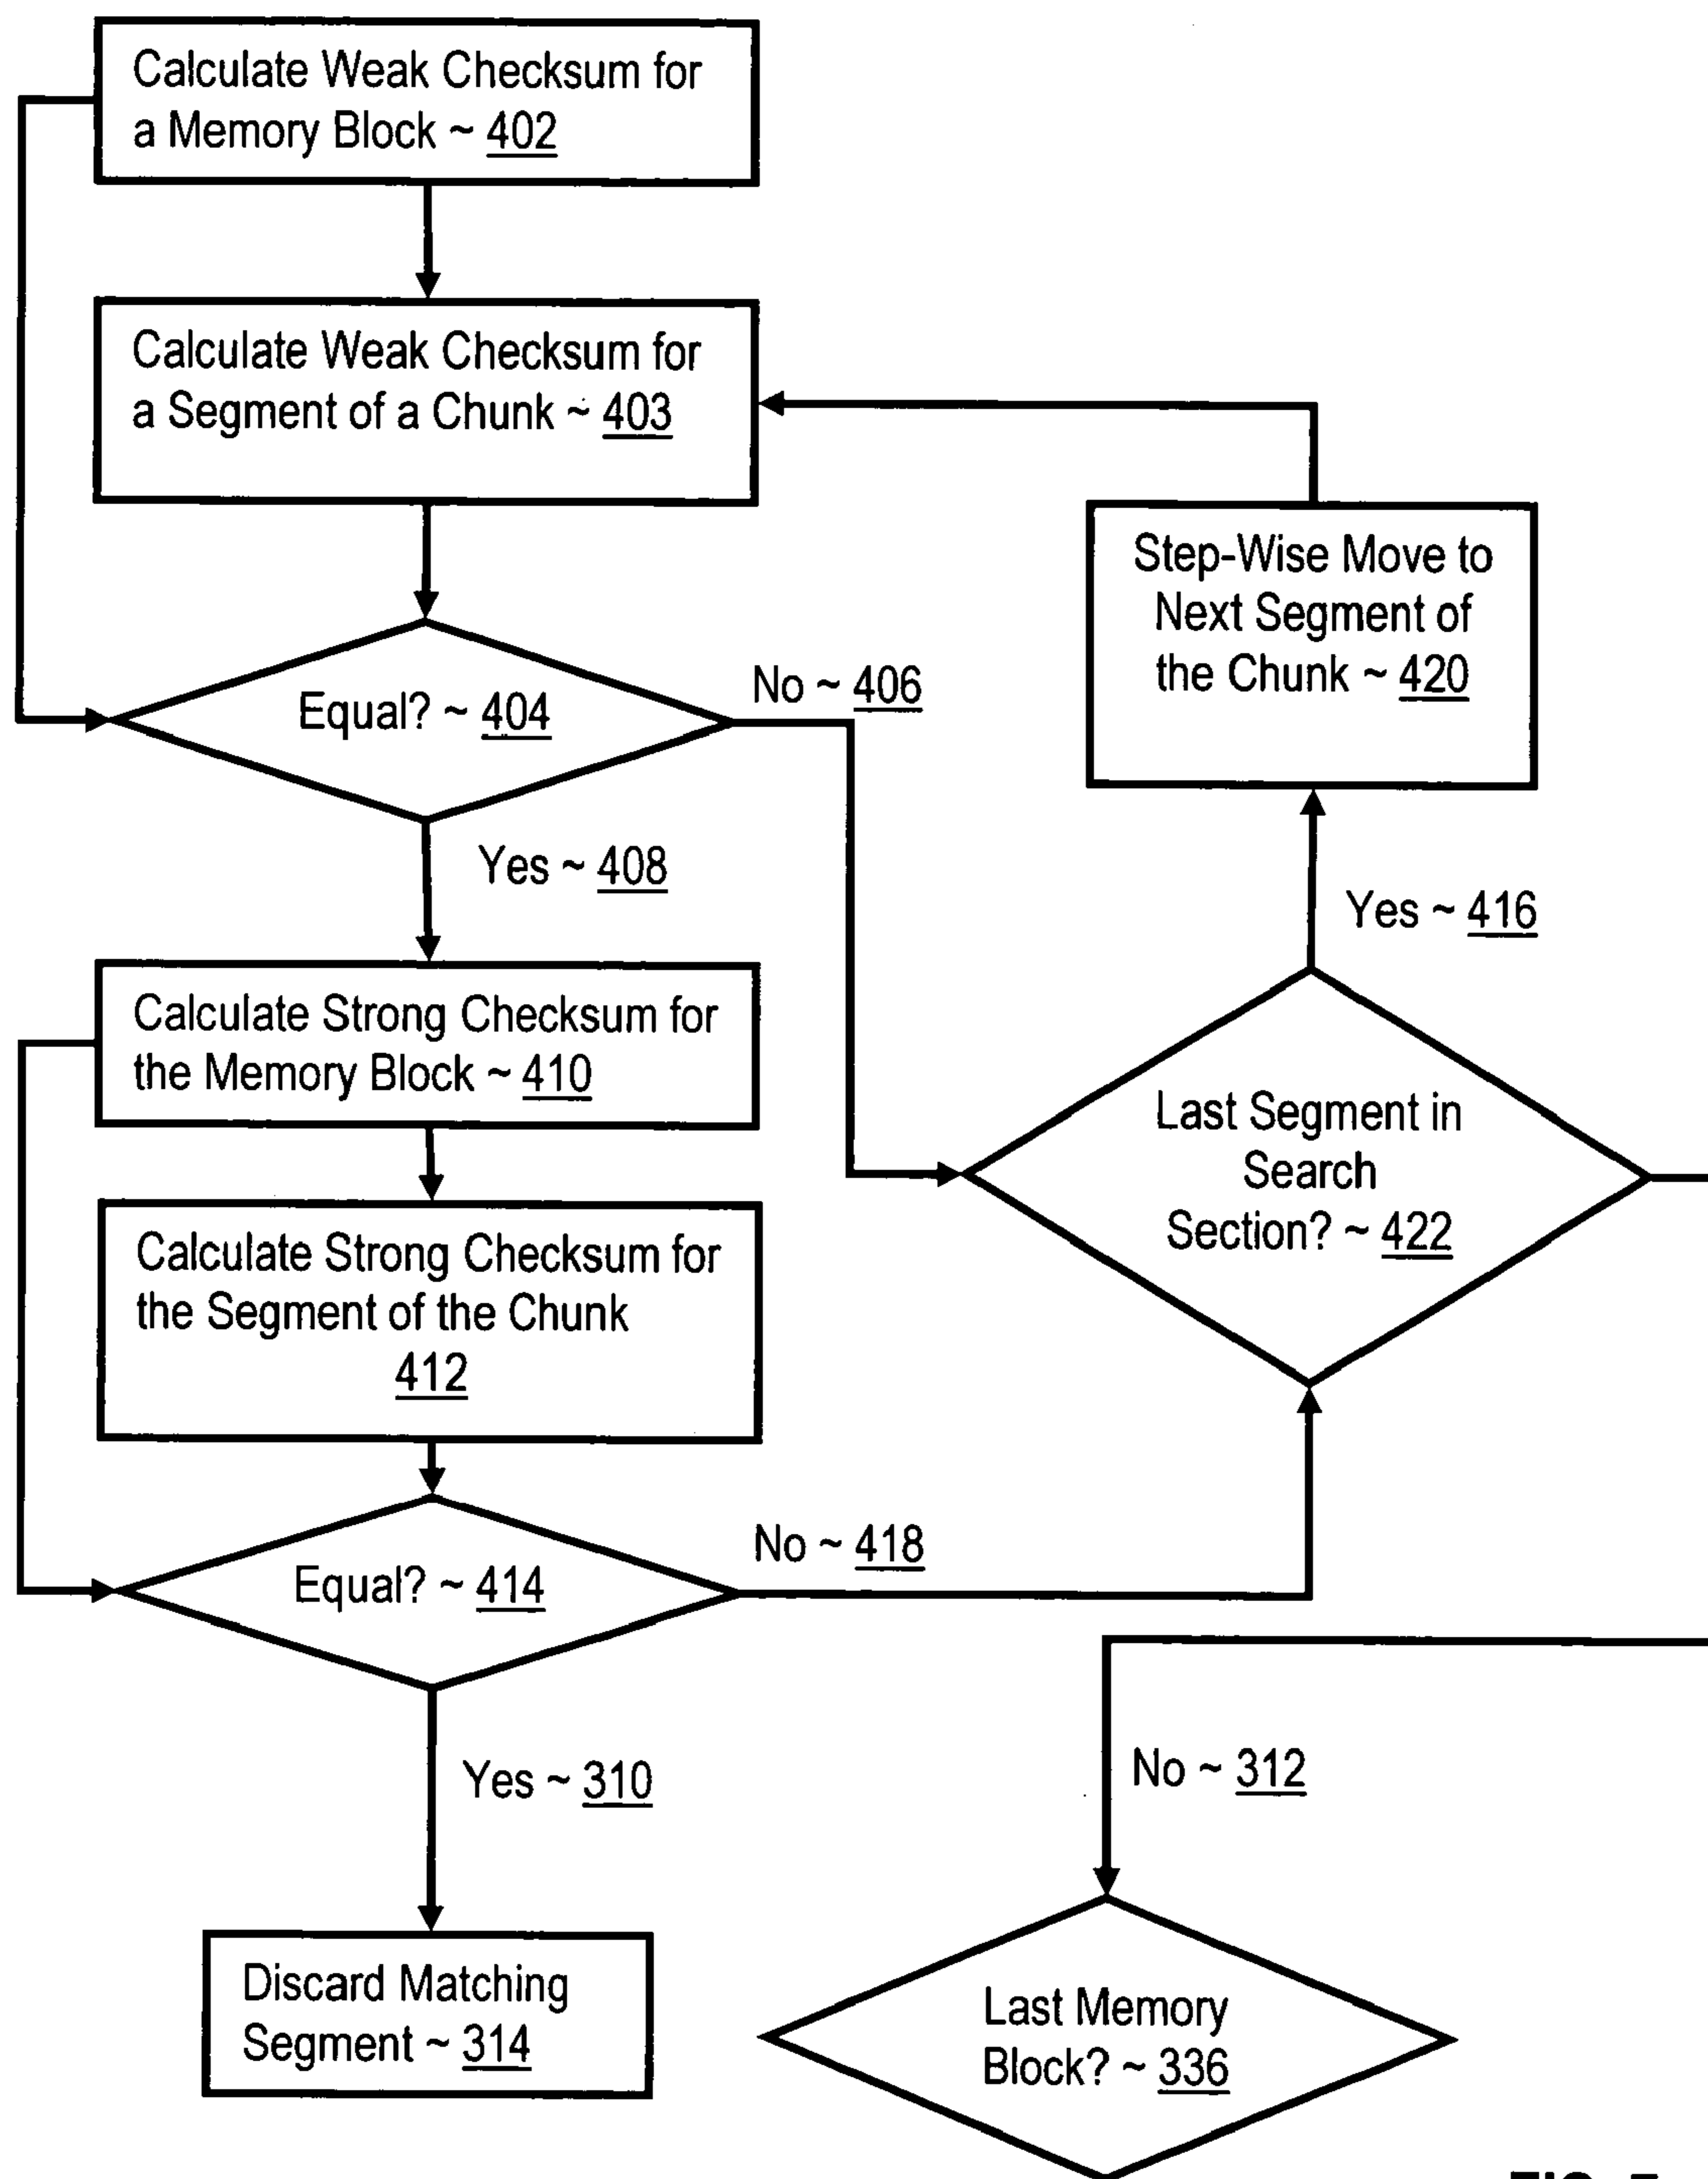 Calculate Weak Checksum for
a Memory Block ~ 402
Calculate Weak Checksum for
a Segment of a Chunk ~ 403
Step-Wise Move to
Next Segment of
the Chunk ~ 420
Equal? ~ 404
No ~ 406
Yes ~ 408
Yes ~ 416
Calculate Strong Checksum for
the Memory Block ~ 410
Last Segment in
Search
Section? ~ 422
Calculate Strong Checksum for
the Segment of the Chunk
412
Equal? ~ 414
No ~ 418
Yes ~ 310
No ~ 312
Discard Matching
Segment ~ 314
Last Memory
Block? ~ 336